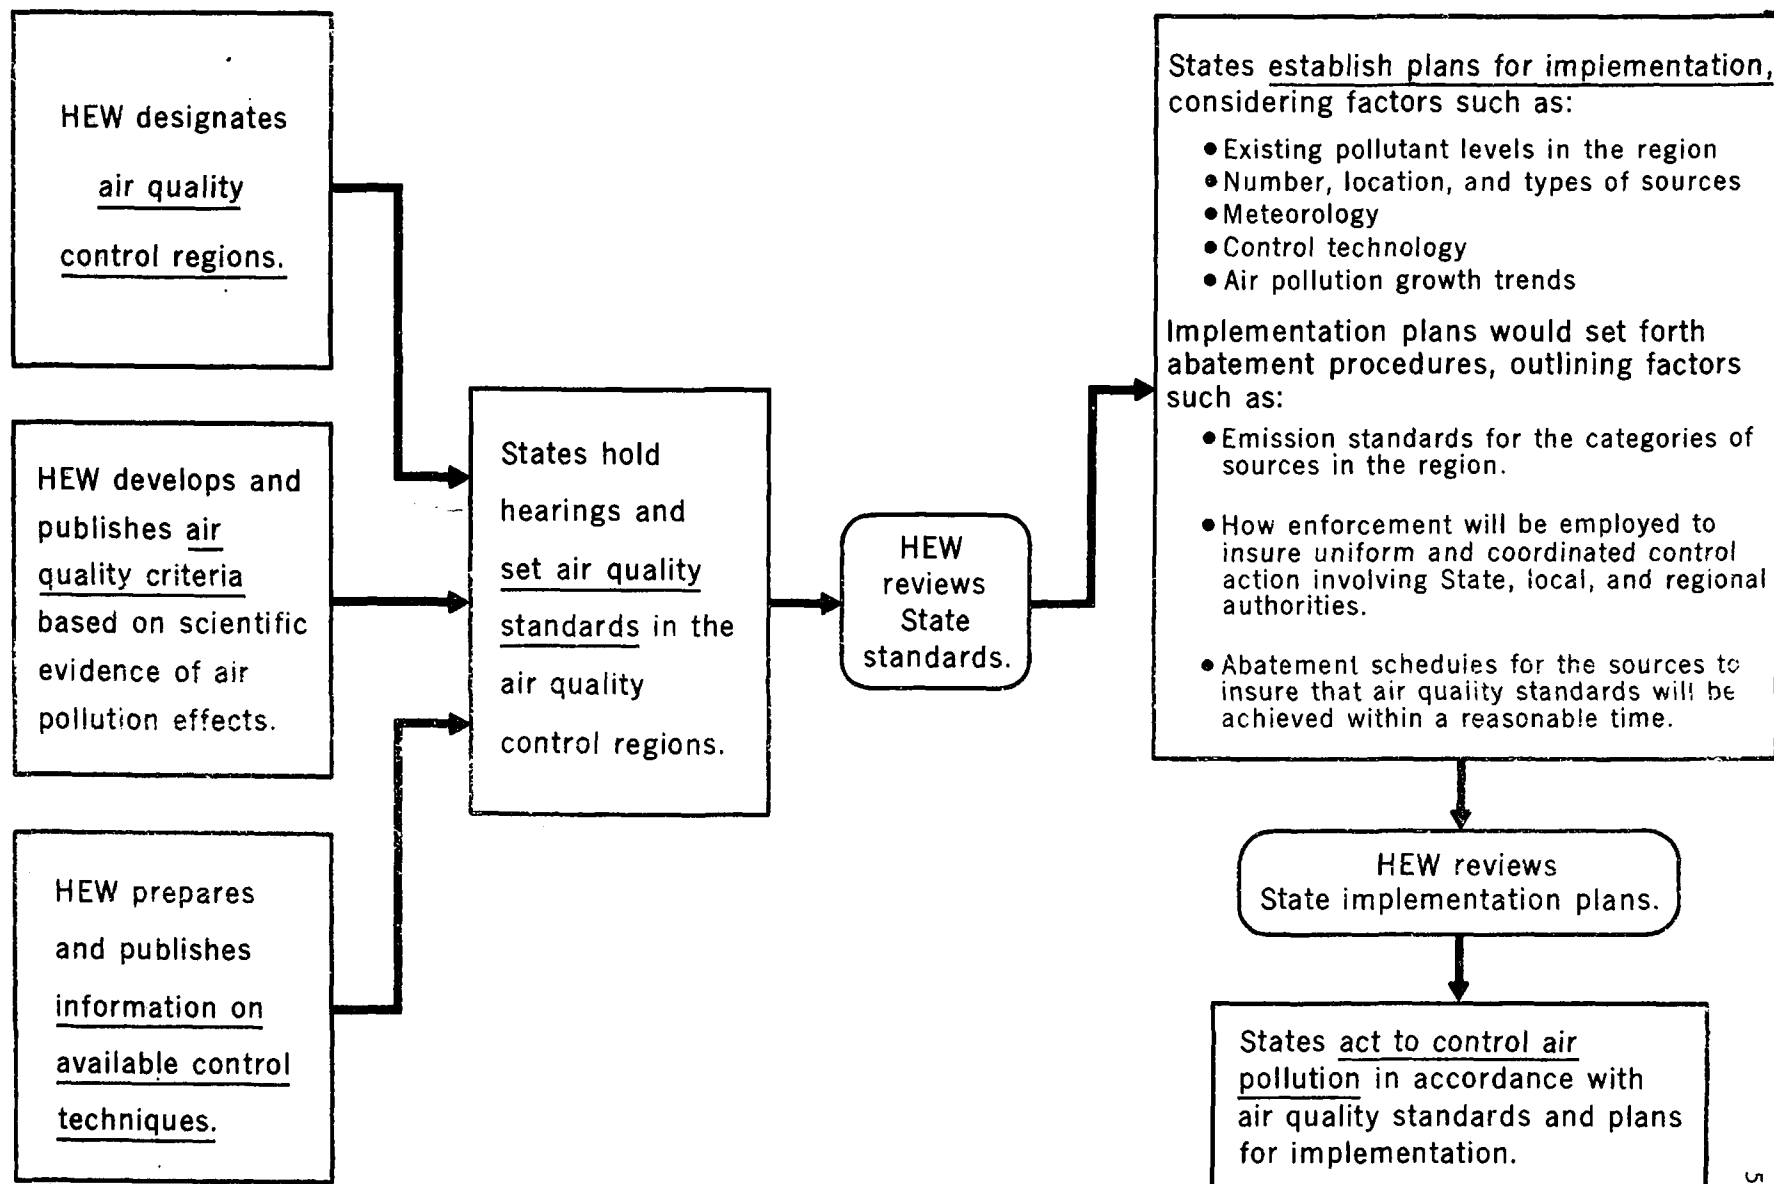 HEW designates
air quality
control regions.
HEW develops and
publishes air
quality criteria
based on scientific
evidence of air
pollution effects.
HEW prepares
and publishes
information on
available control
techniques.
States hold
hearings and
set air quality
standards in the
air quality
control regions.
HEW
reviews
State
standards.
States establish plans for implementation,
considering factors such as:
• Existing pollutant levels in the region
• Number, location, and types of sources
• Meteorology
• Control technology
• Air pollution growth trends
Implementation plans would set forth
abatement procedures, outlining factors
such as:
• Emission standards for the categories of
sources in the region.
• How enforcement will be employed to
insure uniform and coordinated control
action involving State, local, and regional
authorities.
• Abatement schedules for the sources to
insure that air quality standards will be
achieved within a reasonable time.
HEW reviews
State implementation plans.
States act to control air
pollution in accordance with
air quality standards and plans
for implementation.
5